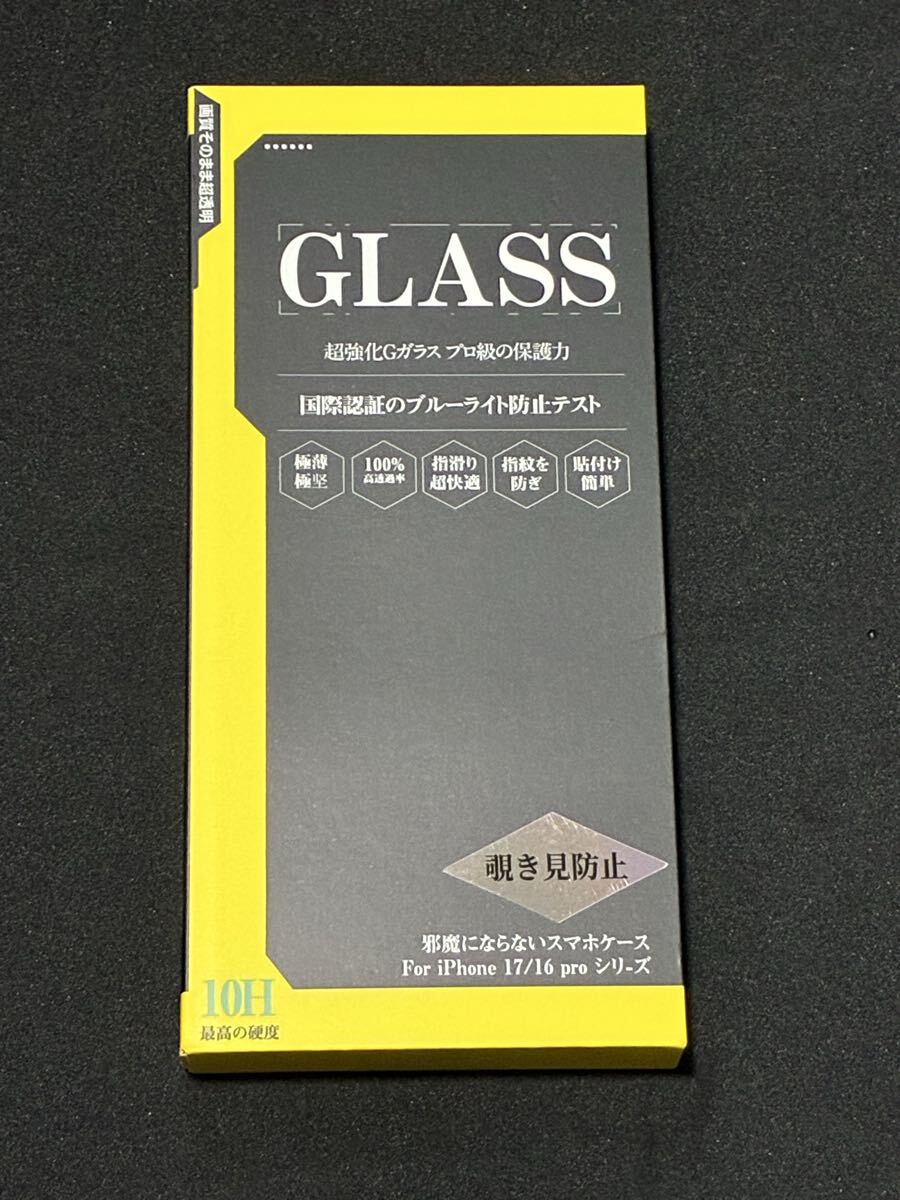 画質そのまま超透明
GLASS
超強化Gガラス プロ級の保護力
国際認証のブルーライト防止テスト
極薄
極坚
100%
高透過率
指滑り
超快適
指紋を
防ぎ
貼付け
簡単
覗き見防止
邪魔にならないスマホケース
For iPhone 17/16 pro シリ-ズ
10H
最高の硬度